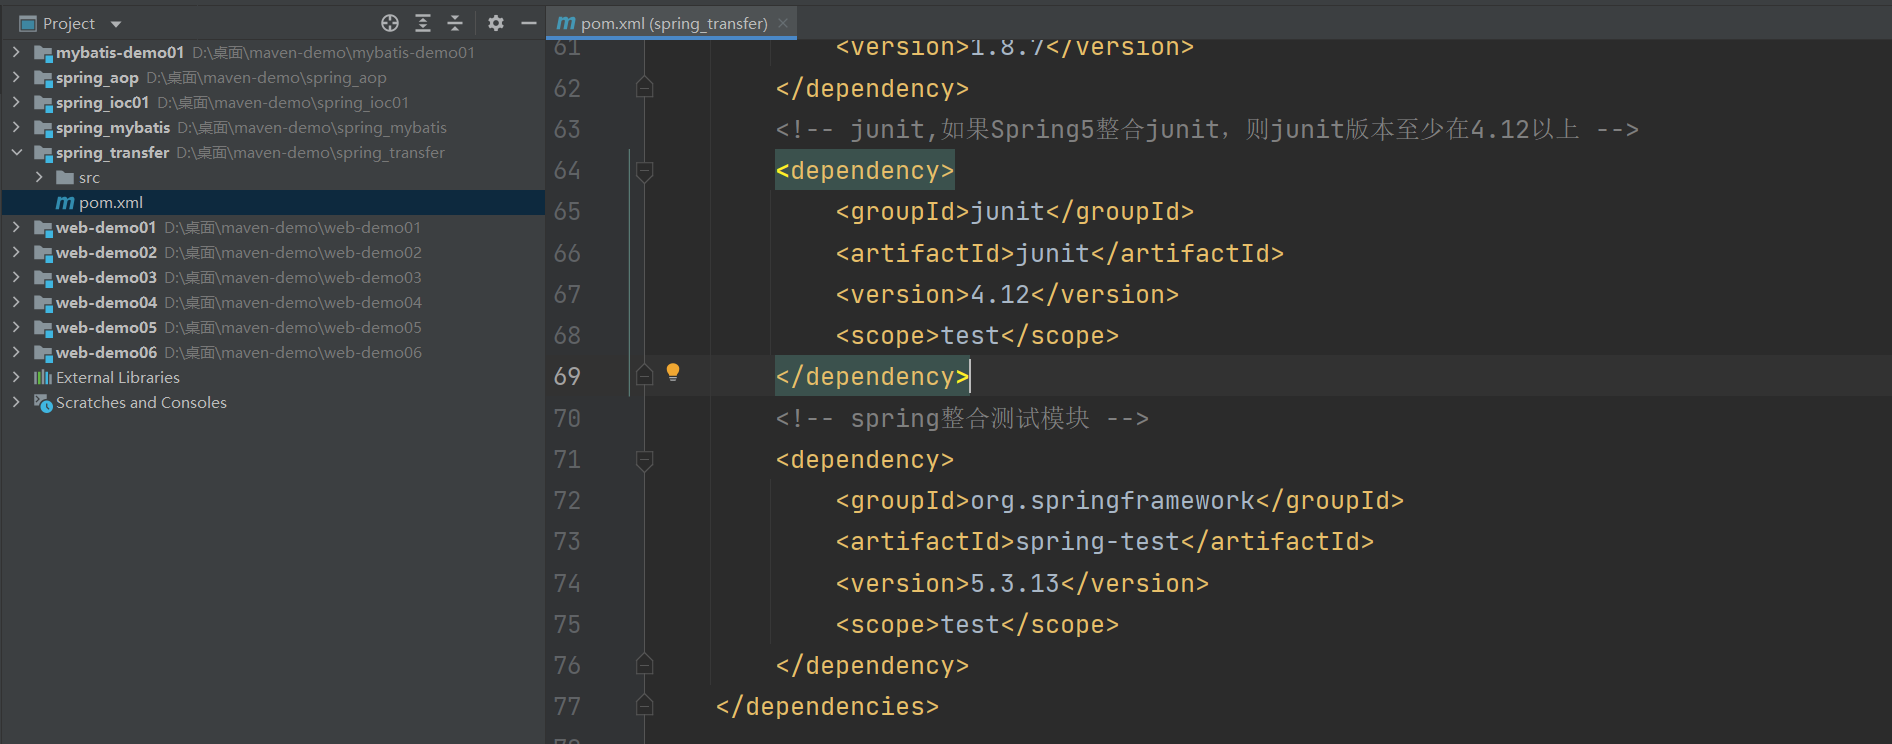 Project
mybatis-demo01 D:\桌面\maven-demo\mybatis-demo01
spring_aop D:\桌面\maven-demo\spring_aop
spring_ioc01 D:\桌面\maven-demo\spring_ioc01
spring_mybatis D:\桌面\maven-demo\spring_mybatis
spring_transfer D:\桌面\maven-demo\spring_transfer
src
pom.xml
web-demo01 D:\桌面\maven-demo\web-demo01
web-demo02 D:\桌面\maven-demo\web-demo02
web-demo03 D:\桌面\maven-demo\web-demo03
web-demo04 D:\桌面\maven-demo\web-demo04
web-demo05 D:\桌面\maven-demo\web-demo05
web-demo06 D:\桌面\maven-demo\web-demo06
External Libraries
Scratches and Consoles
pom.xml (spring_transfer)
61 <version>1.8.7</version>
62 </dependency>
63 <!-- junit,如果Spring5整合junit，则junit版本至少在4.12以上 -->
64 <dependency>
65 <groupId>junit</groupId>
66 <artifactId>junit</artifactId>
67 <version>4.12</version>
68 <scope>test</scope>
69 </dependency>
70 <!-- spring整合测试模块 -->
71 <dependency>
72 <groupId>org.springframework</groupId>
73 <artifactId>spring-test</artifactId>
74 <version>5.3.13</version>
75 <scope>test</scope>
76 </dependency>
77 </dependencies>